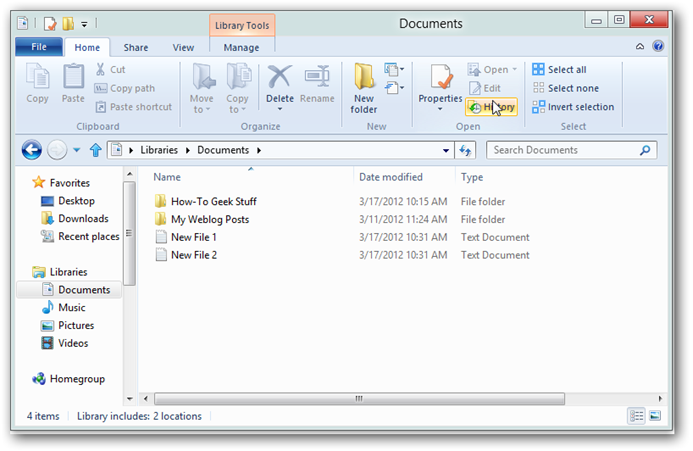 Library Tools
Documents
File
Home
Share
View
Manage
Copy
Paste
Cut
Copy path
Paste shortcut
Clipboard
Move
to
Copy
to
Delete
Rename
Organize
New
folder
New
Properties
Open
Edit
History
Open
Select all
Select none
Invert selection
Select
Libraries
Documents
Search Documents
Favorites
Desktop
Downloads
Recent places
Libraries
Documents
Music
Pictures
Videos
Homegroup
Name Date modified Type
How-To Geek Stuff 3/17/2012 10:15 AM File folder
My Weblog Posts 3/11/2012 11:24 AM File folder
New File 1 3/17/2012 10:31 AM Text Document
New File 2 3/17/2012 10:31 AM Text Document
4 items Library includes: 2 locations